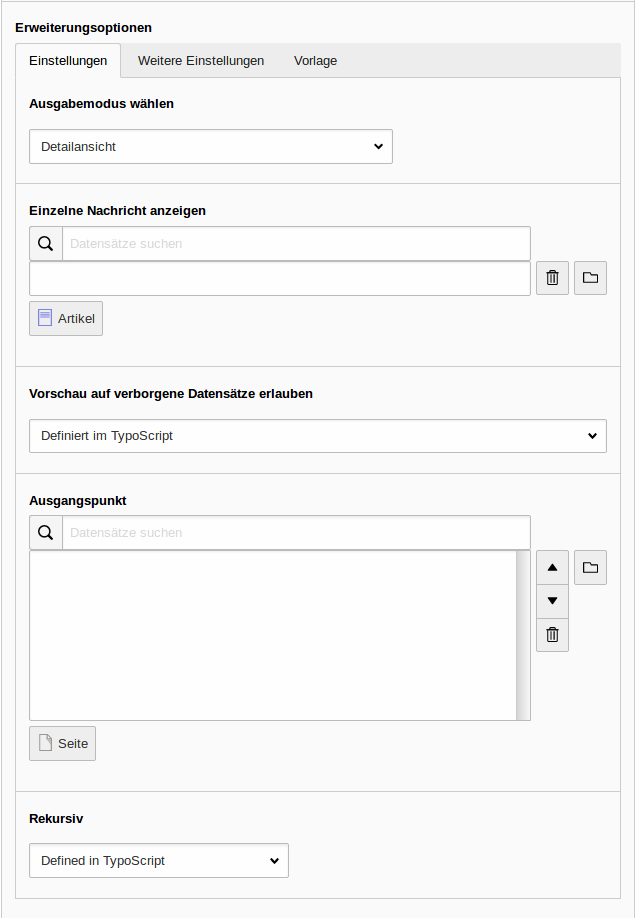 Erweiterungsoptionen
Einstellungen Weitere Einstellungen Vorlage
Ausgabemodus wählen
Detailansicht
Einzelne Nachricht anzeigen
Datensätze suchen
Artikel
Vorschau auf verborgene Datensätze erlauben
Definiert im TypoScript
Ausgangspunkt
Datensätze suchen
Seite
Rekursiv
Defined in TypoScript